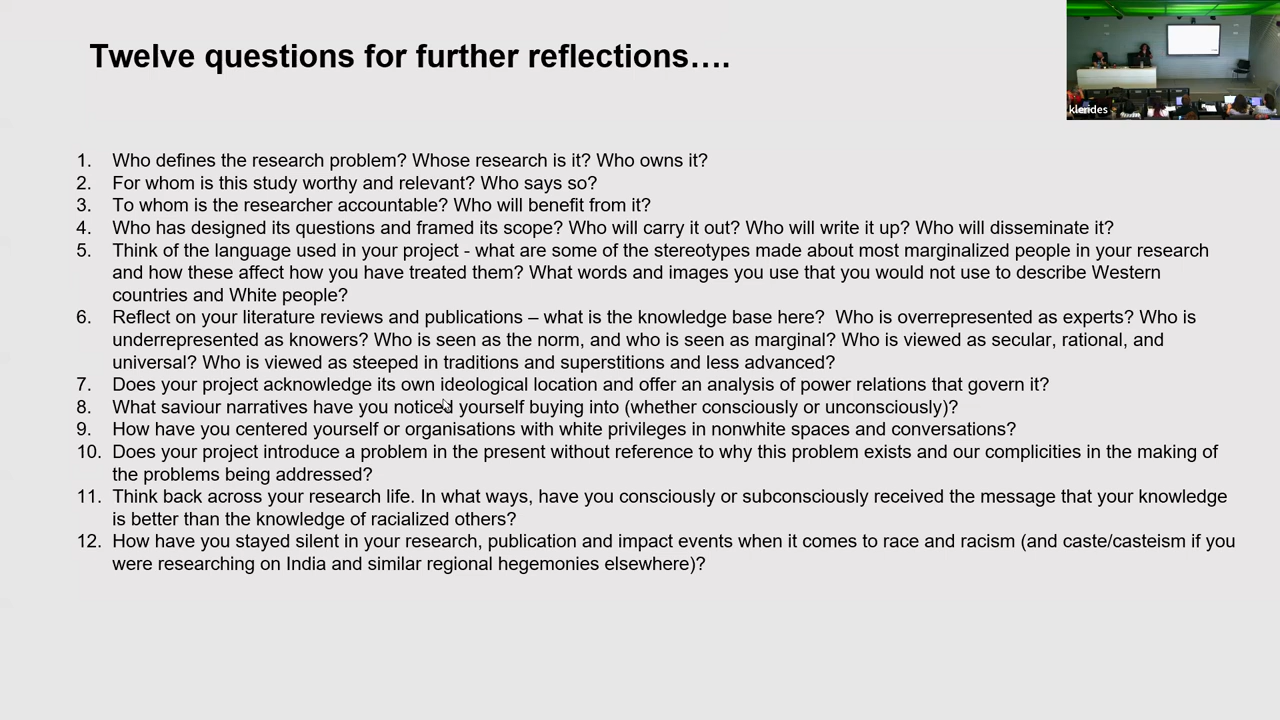 Twelve questions for further reflections….
klerides
1. Who defines the research problem? Whose research is it? Who owns it?
2. For whom is this study worthy and relevant? Who says so?
3. To whom is the researcher accountable? Who will benefit from it?
4. Who has designed its questions and framed its scope? Who will carry it out? Who will write it up? Who will disseminate it?
5. Think of the language used in your project - what are some of the stereotypes made about most marginalized people in your research
and how these affect how you have treated them? What words and images you use that you would not use to describe Western
countries and White people?
6. Reflect on your literature reviews and publications – what is the knowledge base here? Who is overrepresented as experts? Who is
underrepresented as knowers? Who is seen as the norm, and who is seen as marginal? Who is viewed as secular, rational, and
universal? Who is viewed as steeped in traditions and superstitions and less advanced?
7. Does your project acknowledge its own ideological location and offer an analysis of power relations that govern it?
8. What saviour narratives have you noticed yourself buying into (whether consciously or unconsciously)?
9. How have you centered yourself or organisations with white privileges in nonwhite spaces and conversations?
10. Does your project introduce a problem in the present without reference to why this problem exists and our complicities in the making of
the problems being addressed?
11. Think back across your research life. In what ways, have you consciously or subconsciously received the message that your knowledge
is better than the knowledge of racialized others?
12. How have you stayed silent in your research, publication and impact events when it comes to race and racism (and caste/casteism if you
were researching on India and similar regional hegemonies elsewhere)?